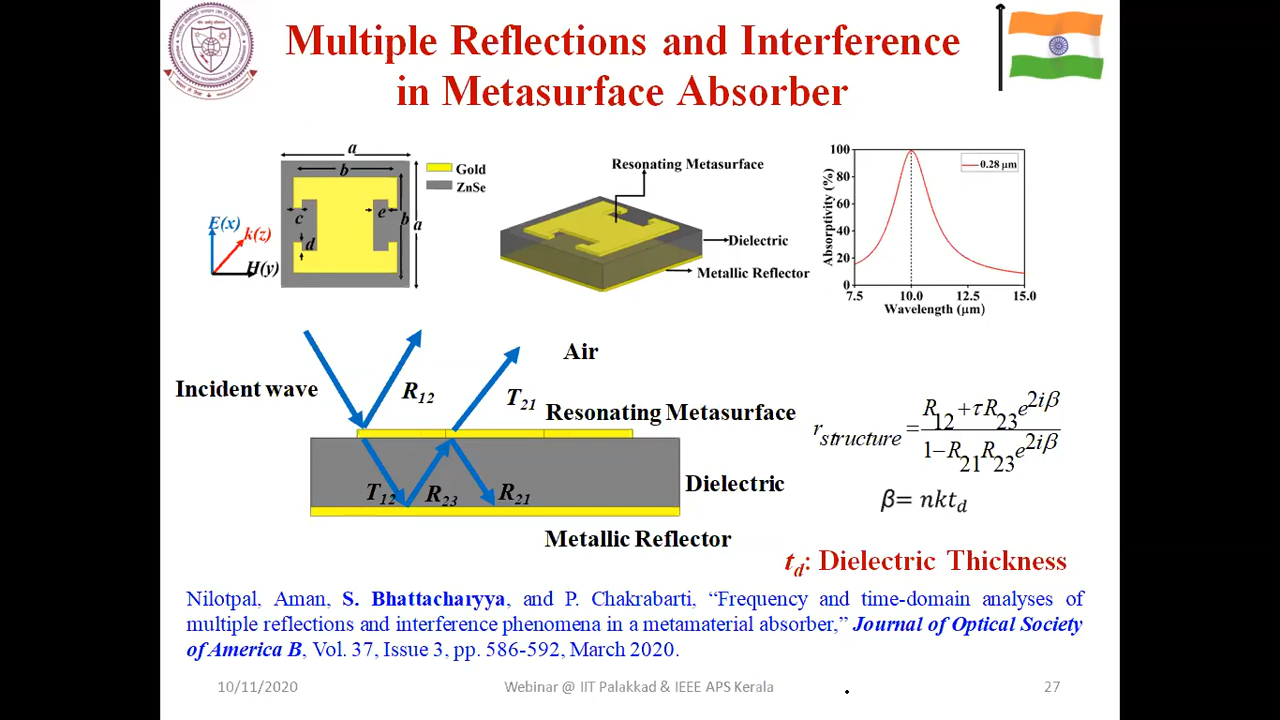 Multiple Reflections and Interference
in Metasurface Absorber
a
b
c
e
b
a
d
E(x)
k(z)
H(y)
Gold
ZnSe
Resonating Metasurface
Dielectric
Metallic Reflector
Absorptivity (%)
100
80
60
40
20
0
0.28 μm
7.5 10.0 12.5 15.0
Wavelength (μm)
Incident wave
R12
T21
Air
Resonating Metasurface
T12
R23
R21
Dielectric
Metallic Reflector
r_structure = (R12 + τR23 e^{2iβ}) / (1 − R21R23 e^{2iβ})
β= nktd
td: Dielectric Thickness
Nilotpal, Aman, S. Bhattacharyya, and P. Chakrabarti, “Frequency and time-domain analyses of
multiple reflections and interference phenomena in a metamaterial absorber,” Journal of Optical Society
of America B, Vol. 37, Issue 3, pp. 586-592, March 2020.
10/11/2020
Webinar @ IIT Palakkad & IEEE APS Kerala
27